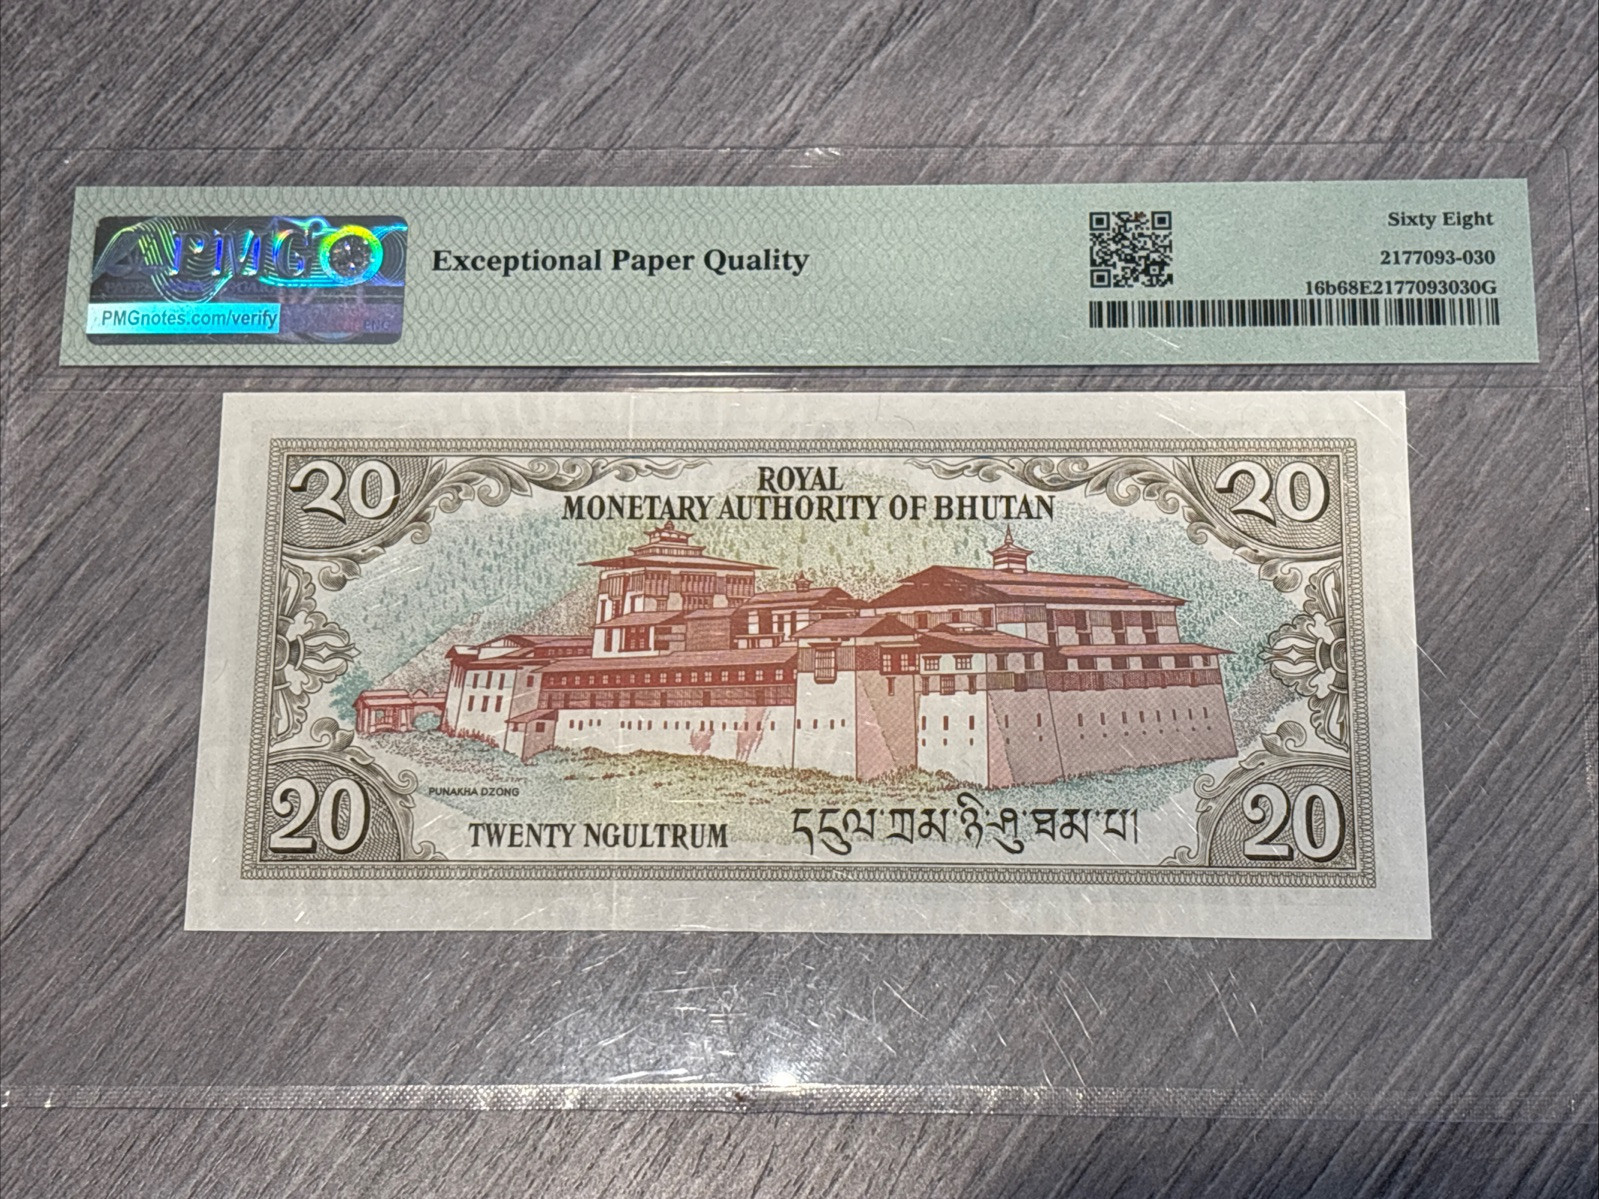 PMG
PMGnotes.com/verify
Exceptional Paper Quality
Sixty Eight
2177093-030
16b68E2177093030G
20
20
ROYAL
MONETARY AUTHORITY OF BHUTAN
PUNAKHA DZONG
20
TWENTY NGULTRUM
དངུལ་ཀྲམ་ཉི་ཤུ་ཐམ་པ།
20